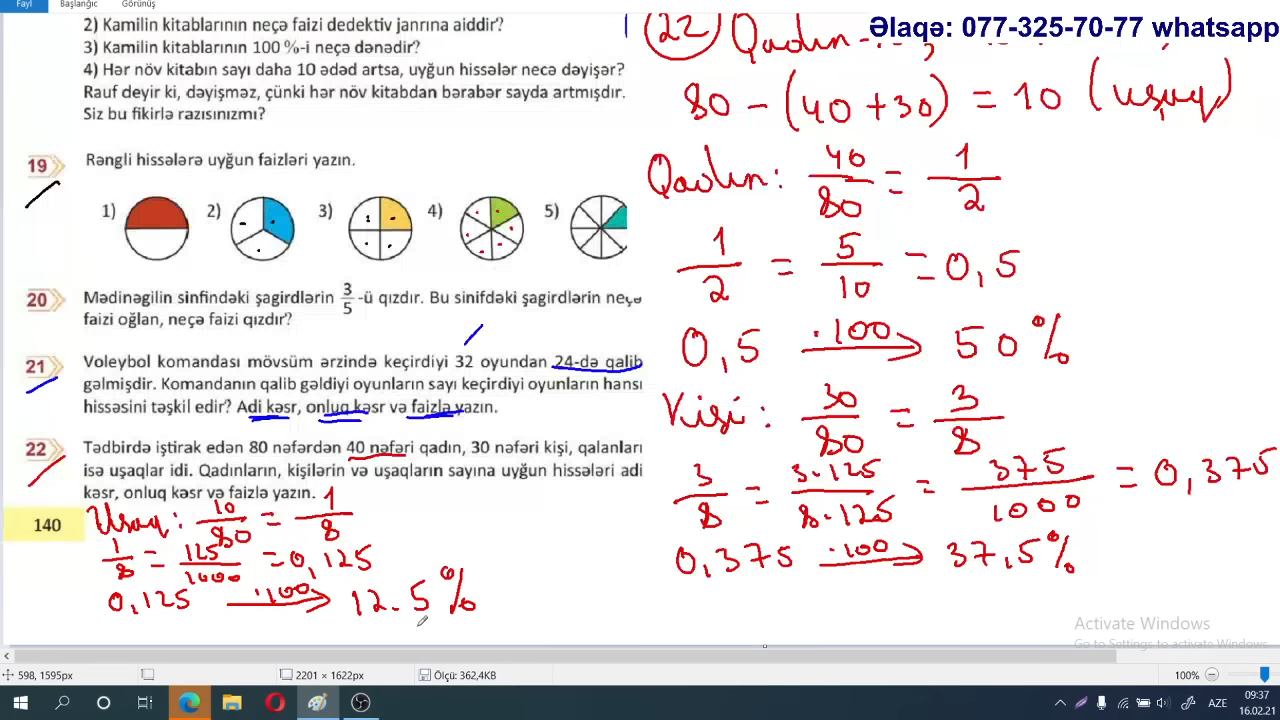 Fayl Başlanğıc Görünüş
Əlaqə: 077-325-70-77 whatsapp
2) Kamilin kitablarının neçə faizi dedektiv janrına aiddir?
3) Kamilin kitablarının 100 %-i neçə dənədir?
4) Hər növ kitabın sayı daha 10 ədəd artsa, uyğun hissələr necə dəyişər?
Rauf deyir ki, dəyişməz, çünki hər növ kitabdan bərabər sayda artmışdır.
Siz bu fikirlə razısınızmı?
19 Rəngli hissələrə uyğun faizləri yazın.
1) 2) 3) 4) 5)
20 Mədinəgilin sinfindəki şagirdlərin 3/5 -ü qızdır. Bu sinifdəki şagirdlərin neçə
faizi oğlan, neçə faizi qızdır?
21 Voleybol komandası mövsüm ərzində keçirdiyi 32 oyundan 24-də qalib
gəlmişdir. Komandanın qalib gəldiyi oyunların sayı keçirdiyi oyunların hansı
hissəsini təşkil edir? Adi kəsr, onluq kəsr və faizlə yazın.
22 Tədbirdə iştirak edən 80 nəfərdən 40 nəfəri qadın, 30 nəfəri kişi, qalanları
isə uşaqlar idi. Qadınların, kişilərin və uşaqların sayına uyğun hissələri adi
kəsr, onluq kəsr və faizlə yazın.
140
Uşaq: 10/80 = 1/8
1/8 = 125/1000 = 0,125
0,125 ·100 → 12.5 %
22 Qadın -
80 - (40 + 30) = 10 (uşaq)
Qadın: 40/80 = 1/2
1/2 = 5/10 = 0,5
0,5 ·100 → 50 %
Kişi: 30/80 = 3/8
3/8 = 3·125/8·125 = 375/1000 = 0,375
0,375 ·100 → 37,5 %
Activate Windows
Go to Settings to activate Windows.
598, 1595px 2201 × 1622px Ölçü: 362,4KB 100%
AZE 09:37
16.02.21